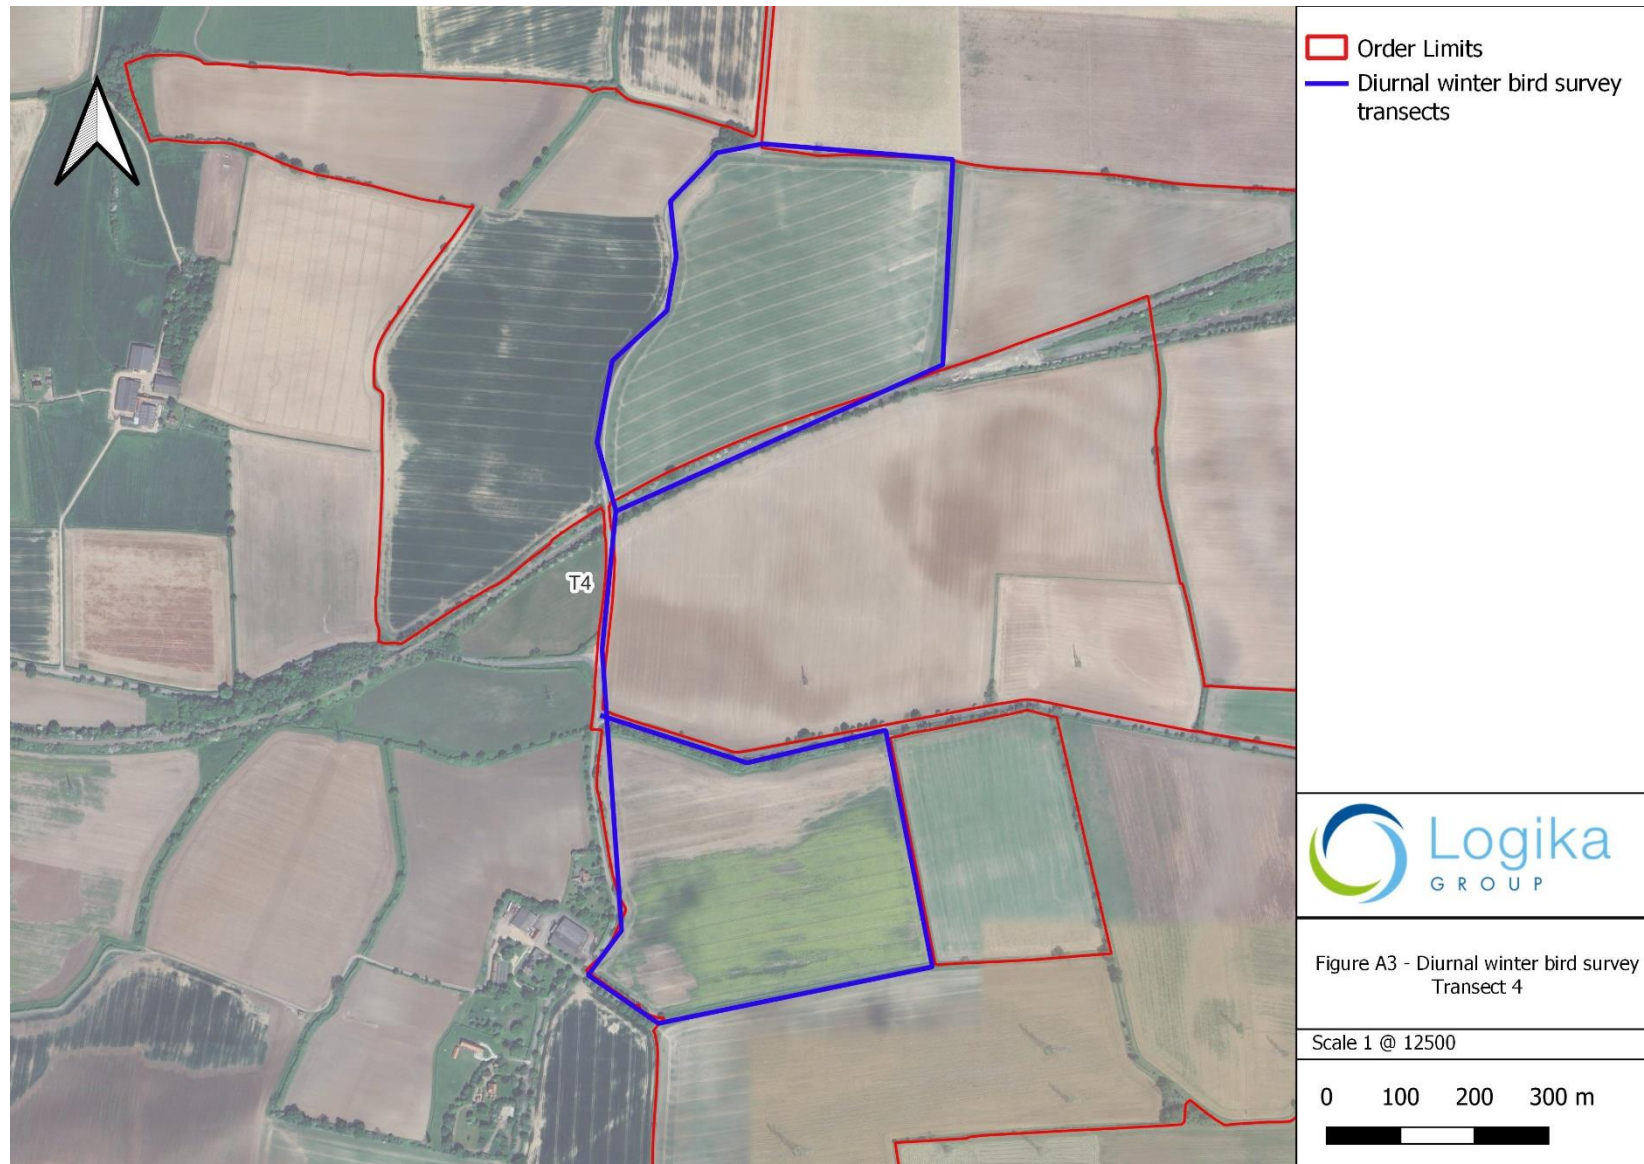 Order Limits
Diurnal winter bird survey
transects
T4
Logika
GROUP
Figure A3 - Diurnal winter bird survey
Transect 4
Scale 1 @ 12500
0 100 200 300 m